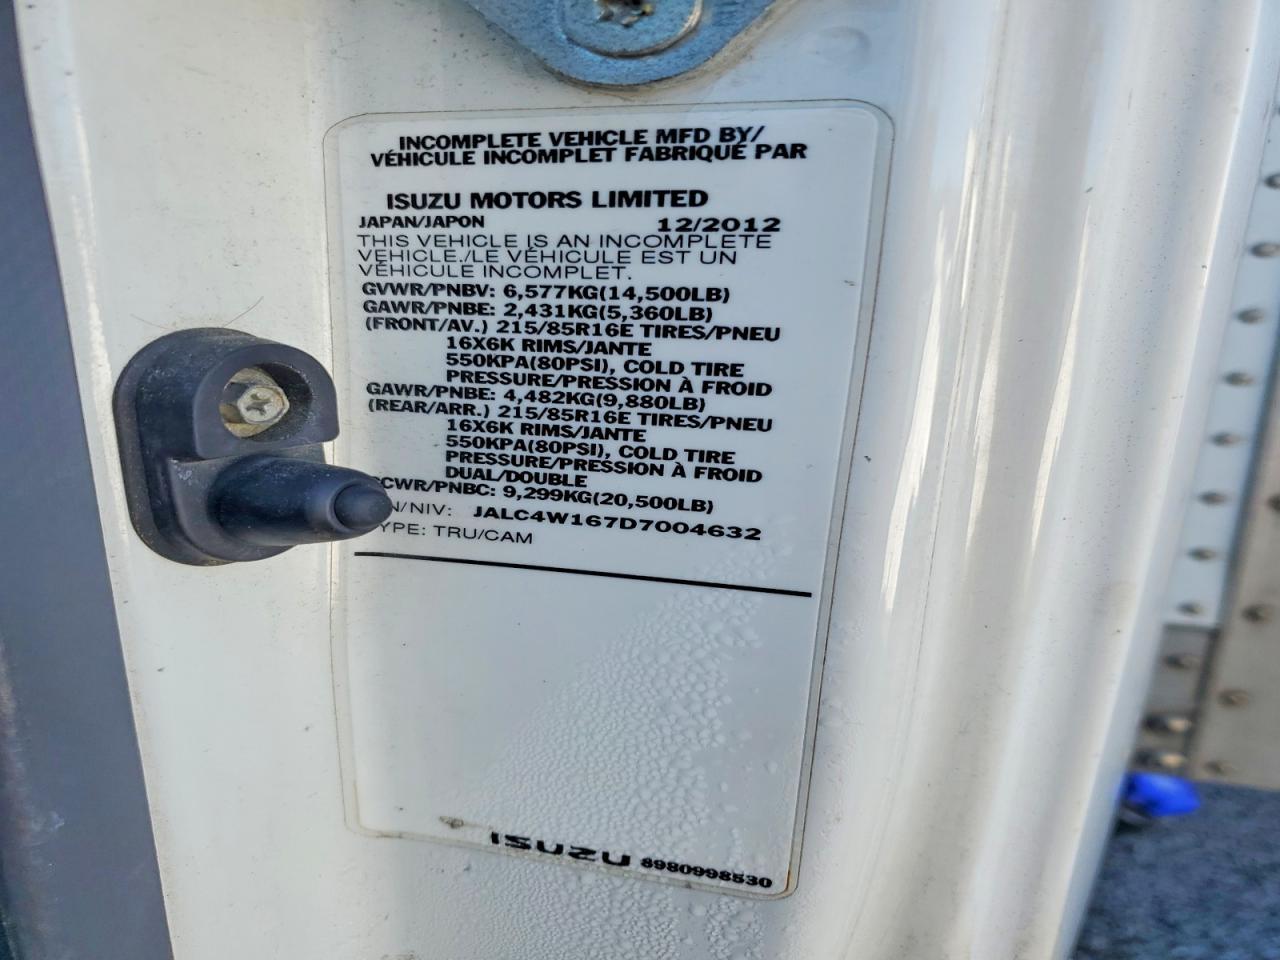 INCOMPLETE VEHICLE MFD BY/
VÉHICULE INCOMPLET FABRIQUÉ PAR
ISUZU MOTORS LIMITED
JAPAN/JAPON 12/2012
THIS VEHICLE IS AN INCOMPLETE
VEHICLE./LE VÉHICULE EST UN
VÉHICULE INCOMPLET.
GVWR/PNBV: 6,577KG(14,500LB)
GAWR/PNBE: 2,431KG(5,360LB)
(FRONT/AV.) 215/85R16E TIRES/PNEU
16X6K RIMS/JANTE
550KPA(80PSI), COLD TIRE
PRESSURE/PRESSION À FROID
GAWR/PNBE: 4,482KG(9,880LB)
(REAR/ARR.) 215/85R16E TIRES/PNEU
16X6K RIMS/JANTE
550KPA(80PSI), COLD TIRE
PRESSURE/PRESSION À FROID
DUAL/DOUBLE
CWR/PNBC: 9,299KG(20,500LB)
N/NIV: JALC4W167D7004632
YPE: TRU/CAM
ISUZU 8980998530